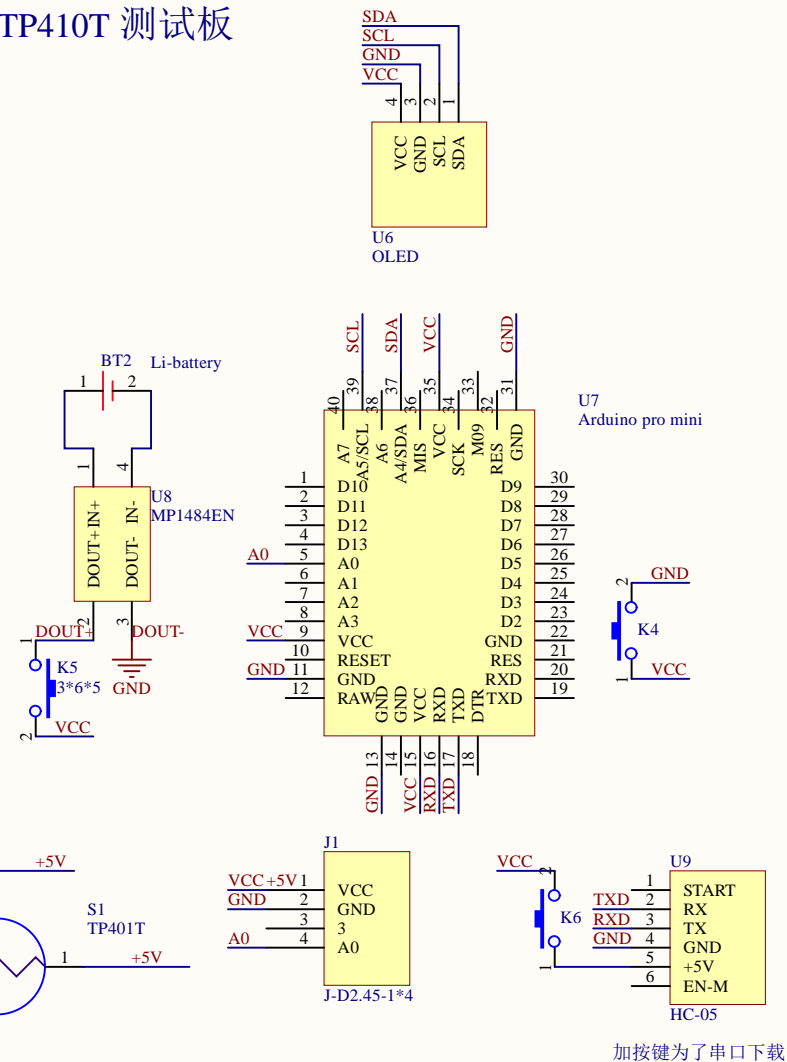 TP410T 测试板
SDA
SCL
GND
VCC
4 3 2 1
VCC GND SCL SDA
U6
OLED
SCL SDA VCC GND
BT2 Li-battery
1 2
40 39 38 37 36 35 34 33 32 31
U7
Arduino pro mini
A7 A5/SCL A6 A4/SDA MIS VCC SCK M09 RES GND
1 4
U8
MP1484EN
IN+ IN-
DOUT+ DOUT-
2 3
DOUT+ DOUT-
GND
1
K5
3*6*5
2
VCC
1 D10 D9 30
2 D11 D8 29
3 D12 D7 28
4 D13 D6 27
A0 5 A0 D5 26
6 A1 D4 25
7 A2 D3 24
8 A3 D2 23
VCC 9 VCC GND 22
10 RESET RES 21
GND 11 GND RXD 20
12 RAW TXD 19
GND GND VCC RXD TXD DTR
13 14 15 16 17 18
GND VCC RXD TXD
2 GND
K4
1 VCC
+5V
S1
TP401T
1 +5V
J1
VCC +5V 1 VCC
GND 2 GND
3 3
A0 4 A0
J-D2.45-1*4
VCC
2
K6
1
U9
1 START
TXD 2 RX
RXD 3 TX
GND 4 GND
5 +5V
6 EN-M
HC-05
加按键为了串口下载